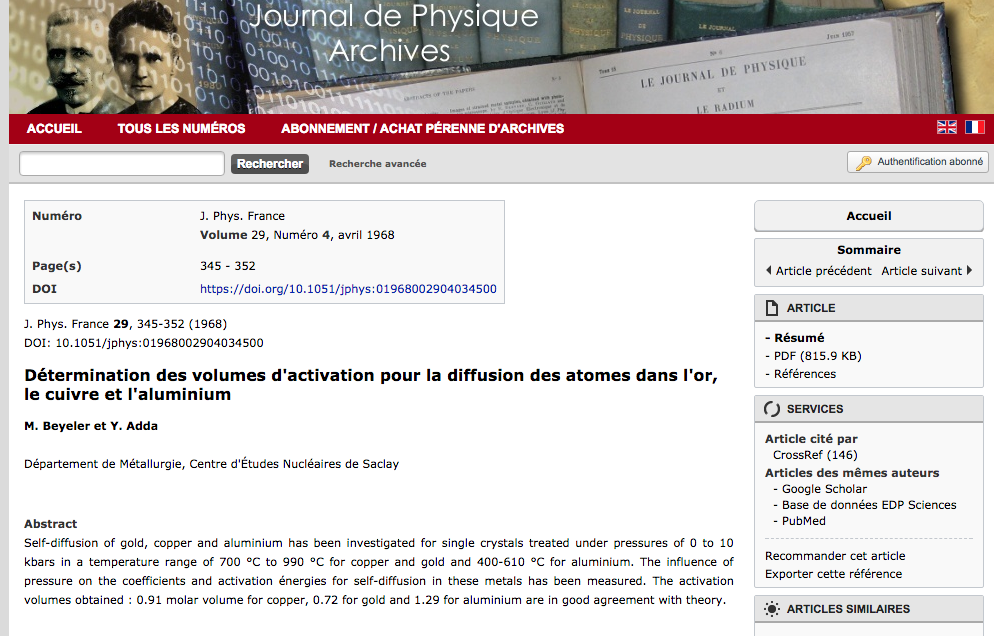 Journal de Physique
Archives
LE JOURNAL DE PHYSIQUE
ET
LE RADIUM
ACCUEIL TOUS LES NUMÉROS ABONNEMENT / ACHAT PÉRENNE D'ARCHIVES
Rechercher Recherche avancée Authentification abonné
Numéro J. Phys. France
Volume 29, Numéro 4, avril 1968
Page(s) 345 - 352
DOI https://doi.org/10.1051/jphys:01968002904034500
J. Phys. France 29, 345-352 (1968)
DOI: 10.1051/jphys:01968002904034500
Détermination des volumes d'activation pour la diffusion des atomes dans l'or,
le cuivre et l'aluminium
M. Beyeler et Y. Adda
Département de Métallurgie, Centre d'Études Nucléaires de Saclay
Abstract
Self-diffusion of gold, copper and aluminium has been investigated for single crystals treated under pressures of 0 to 10
kbars in a temperature range of 700 °C to 990 °C for copper and gold and 400-610 °C for aluminium. The influence of
pressure on the coefficients and activation énergies for self-diffusion in these metals has been measured. The activation
volumes obtained : 0.91 molar volume for copper, 0.72 for gold and 1.29 for aluminium are in good agreement with theory.
Accueil
Sommaire
Article précédent Article suivant
ARTICLE
- Résumé
- PDF (815.9 KB)
- Références
SERVICES
Article cité par
CrossRef (146)
Articles des mêmes auteurs
- Google Scholar
- Base de données EDP Sciences
- PubMed
Recommander cet article
Exporter cette référence
ARTICLES SIMILAIRES